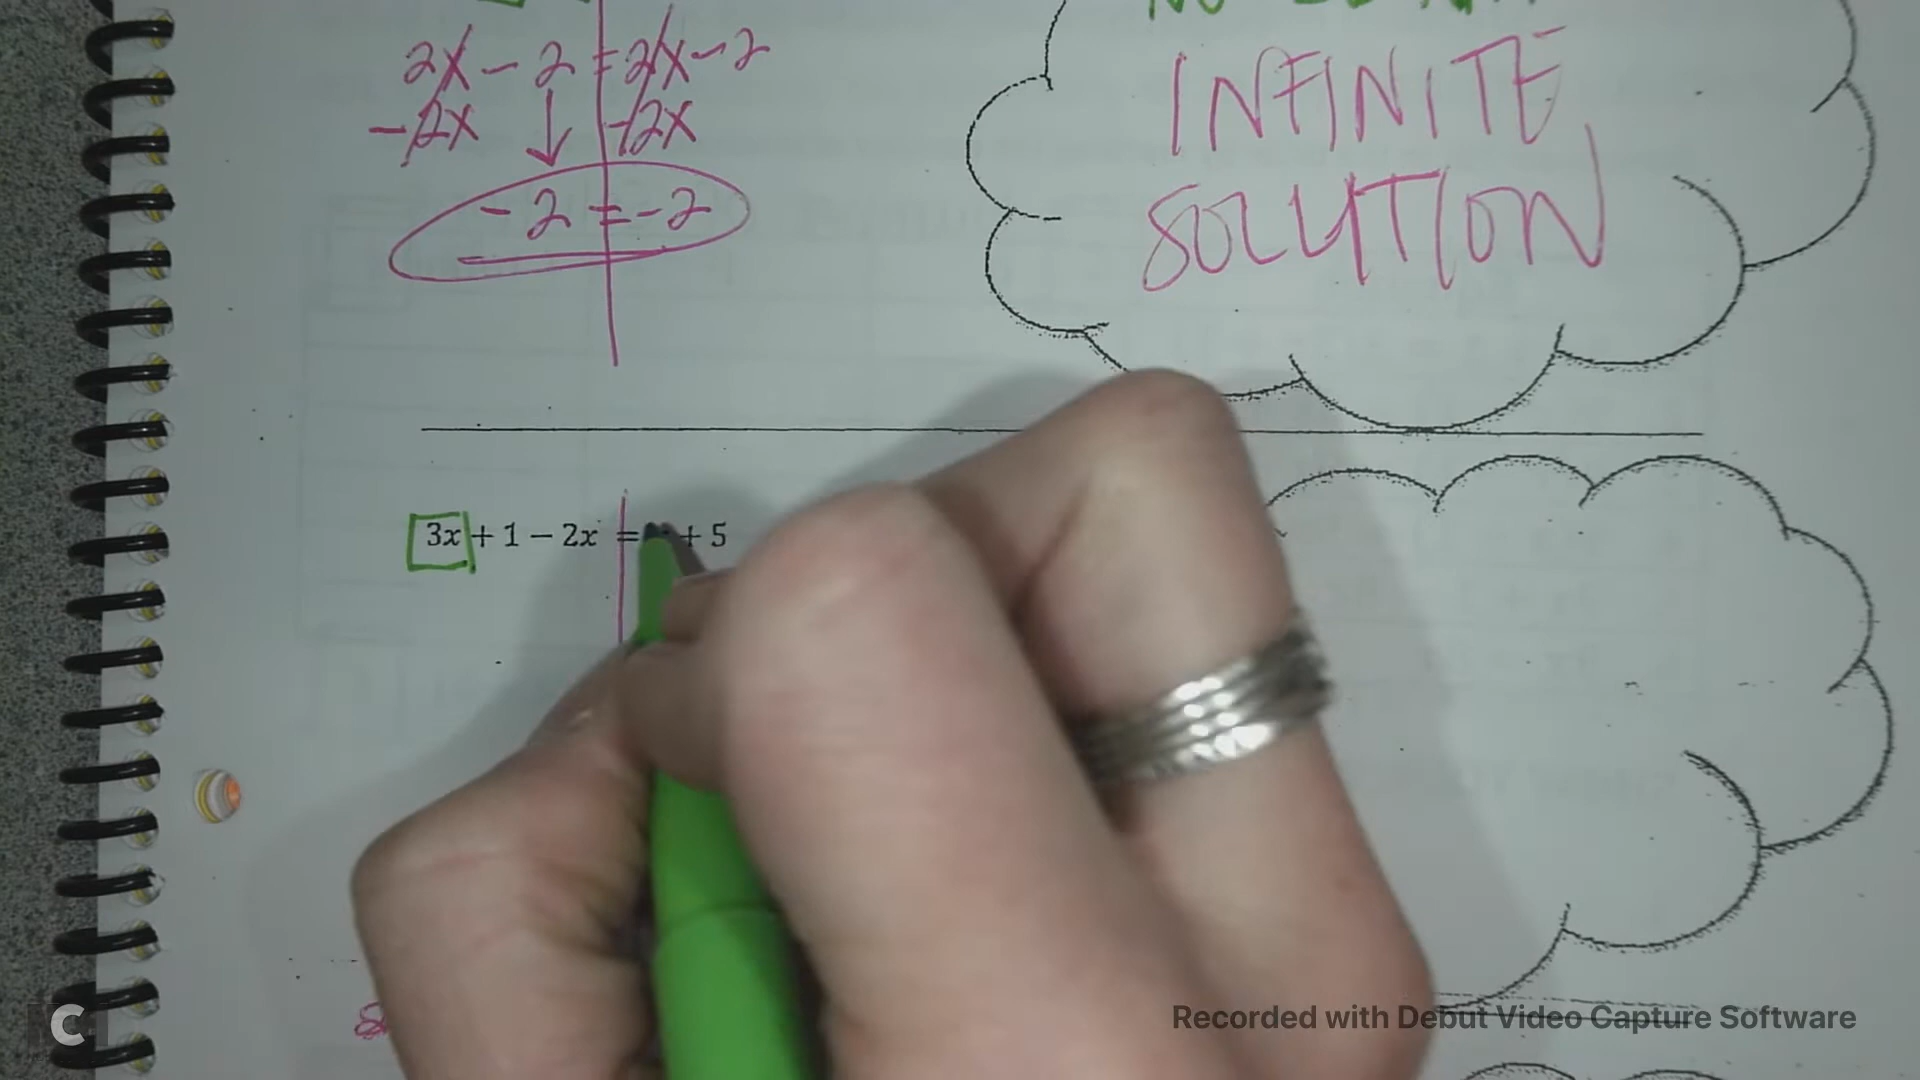 2x - 2 = 2x - 2
-2x -2x
-2 = -2
INFINITE
SOLUTION
3x + 1 - 2x = + 5
Recorded with Debut Video Capture Software